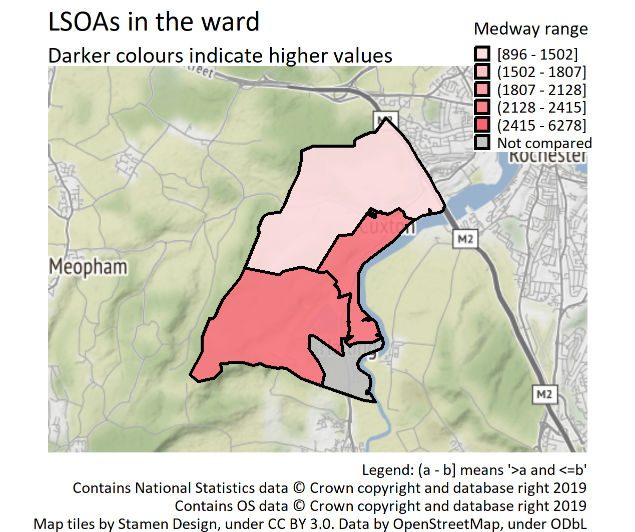 LSOAs in the ward
Darker colours indicate higher values
Medway range
[896 - 1502]
(1502 - 1807]
(1807 - 2128]
(2128 - 2415]
(2415 - 6278]
Not compared
Rochester
Cuxton
M2
Meopham
M2
Legend: (a - b] means '>a and <=b'
Contains National Statistics data © Crown copyright and database right 2019
Contains OS data © Crown copyright and database right 2019
Map tiles by Stamen Design, under CC BY 3.0. Data by OpenStreetMap, under ODbL